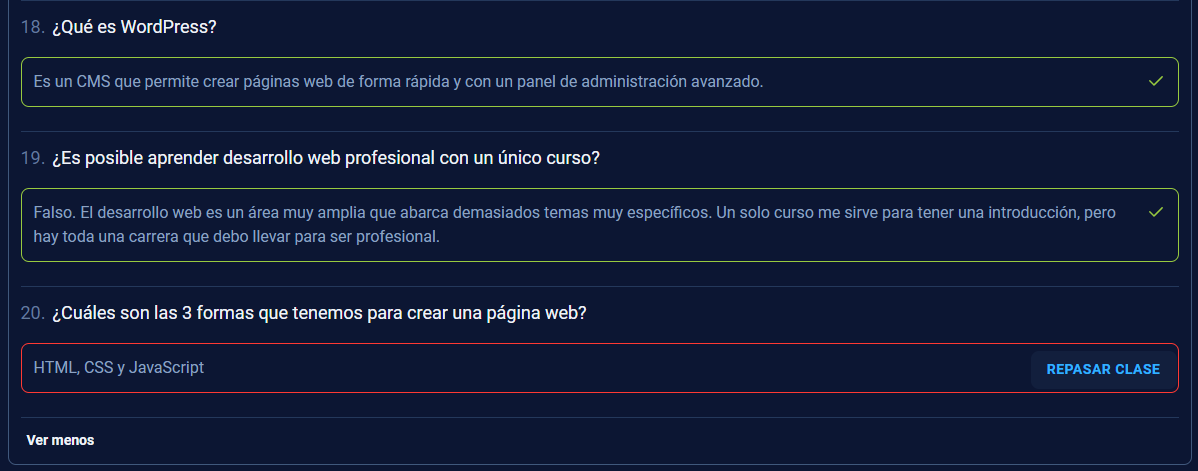 18. ¿Qué es WordPress?
Es un CMS que permite crear páginas web de forma rápida y con un panel de administración avanzado.
19. ¿Es posible aprender desarrollo web profesional con un único curso?
Falso. El desarrollo web es un área muy amplia que abarca demasiados temas muy específicos. Un solo curso me sirve para tener una introducción, pero
hay toda una carrera que debo llevar para ser profesional.
20. ¿Cuáles son las 3 formas que tenemos para crear una página web?
HTML, CSS y JavaScript
REPASAR CLASE
Ver menos